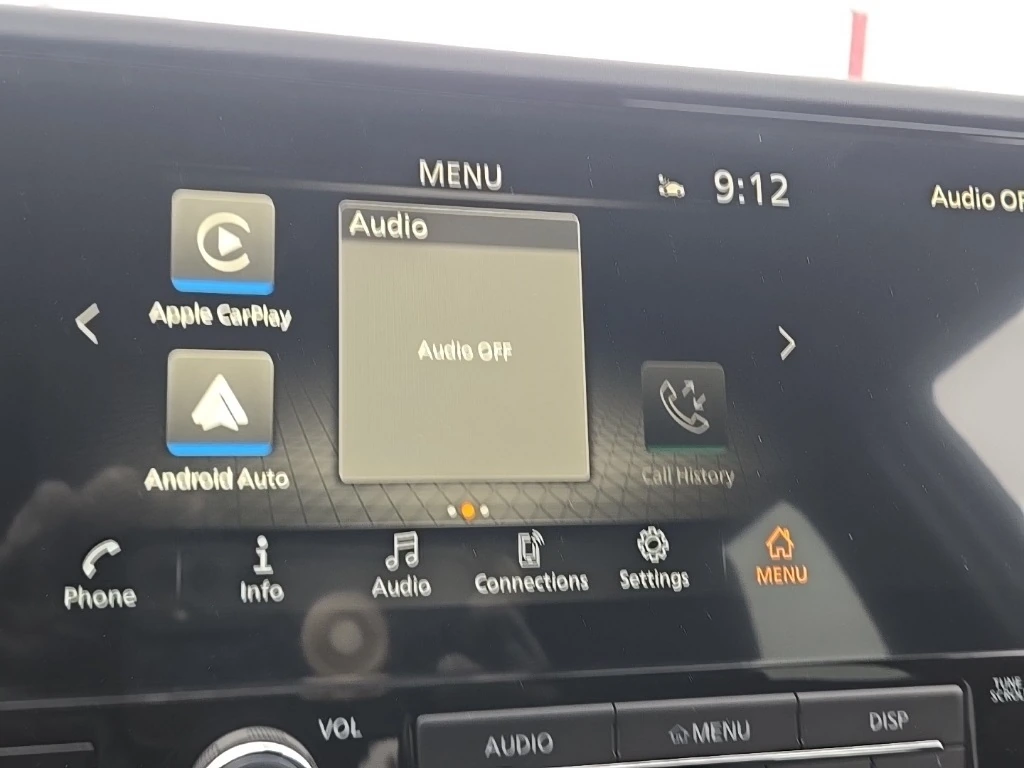 MENU
9:12
Audio OF
Audio
Apple CarPlay
Audio OFF
Android Auto
Call History
Phone
Info
Audio
Connections
Settings
MENU
VOL
AUDIO
MENU
DISP
TUNE
SCROLL